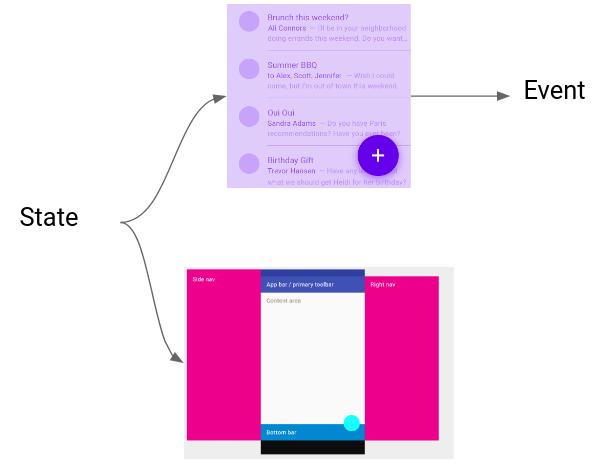 Brunch this weekend?
Ali Connors — I'll be in your neighborhood
doing errands this weekend. Do you want...
Summer BBQ
to Alex, Scott, Jennifer — Wish I could
come, but I'm out of town this weekend.
Oui Oui
Sandra Adams — Do you have Paris
recommendations? Have you ever been?
Birthday Gift
Trevor Hansen — Have any
what we should get Heidi for her birthday?
Event
State
Side nav
App bar / primary toolbar
Right nav
Content area
Bottom bar